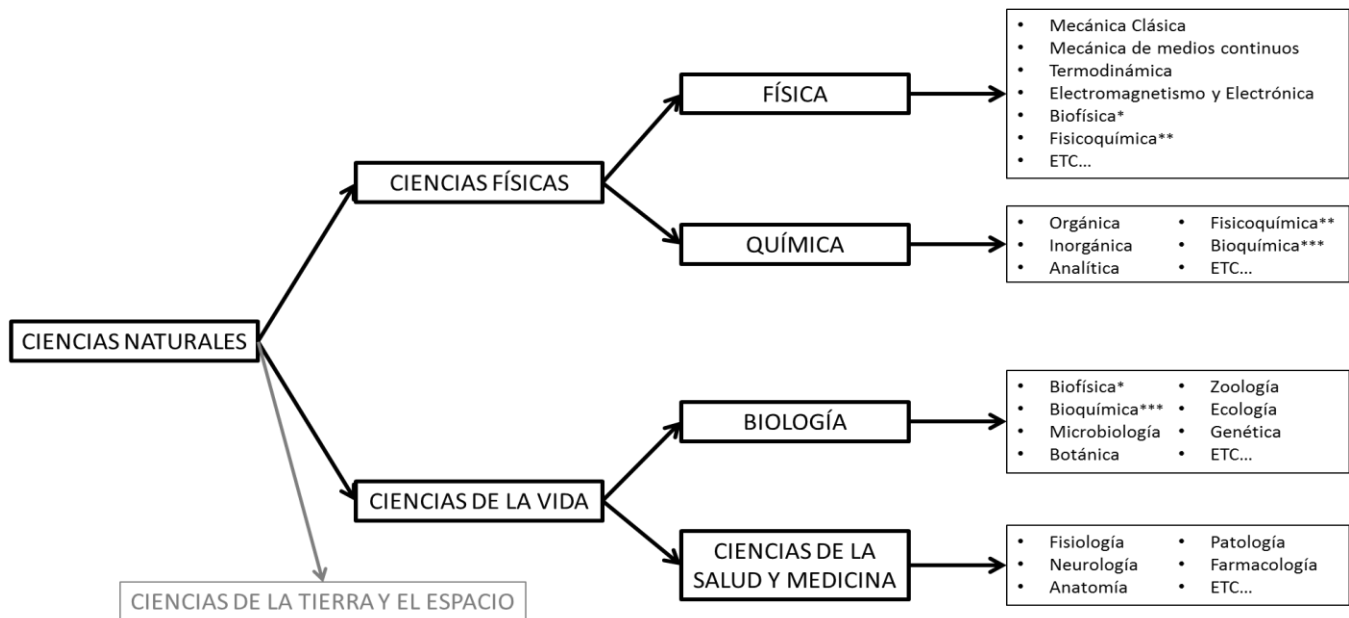 CIENCIAS NATURALES
CIENCIAS FÍSICAS
FÍSICA
• Mecánica Clásica
• Mecánica de medios continuos
• Termodinámica
• Electromagnetismo y Electrónica
• Biofísica*
• Fisicoquímica**
• ETC...
QUÍMICA
• Orgánica
• Inorgánica
• Analítica
• Fisicoquímica**
• Bioquímica***
• ETC...
CIENCIAS DE LA VIDA
BIOLOGÍA
• Biofísica*
• Bioquímica***
• Microbiología
• Botánica
• Zoología
• Ecología
• Genética
• ETC...
CIENCIAS DE LA
SALUD Y MEDICINA
• Fisiología
• Neurología
• Anatomía
• Patología
• Farmacología
• ETC...
CIENCIAS DE LA TIERRA Y EL ESPACIO